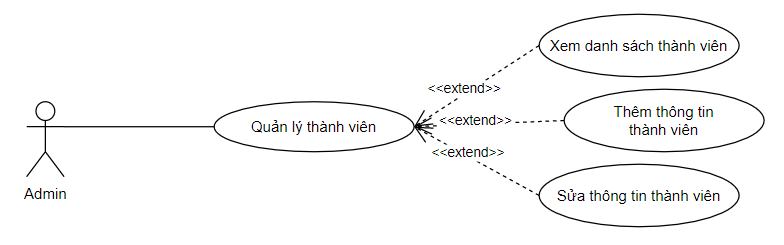 Xem danh sách thành viên
<<extend>>
Quản lý thành viên
<<extend>>
Thêm thông tin
thành viên
<<extend>>
Sửa thông tin thành viên
Admin